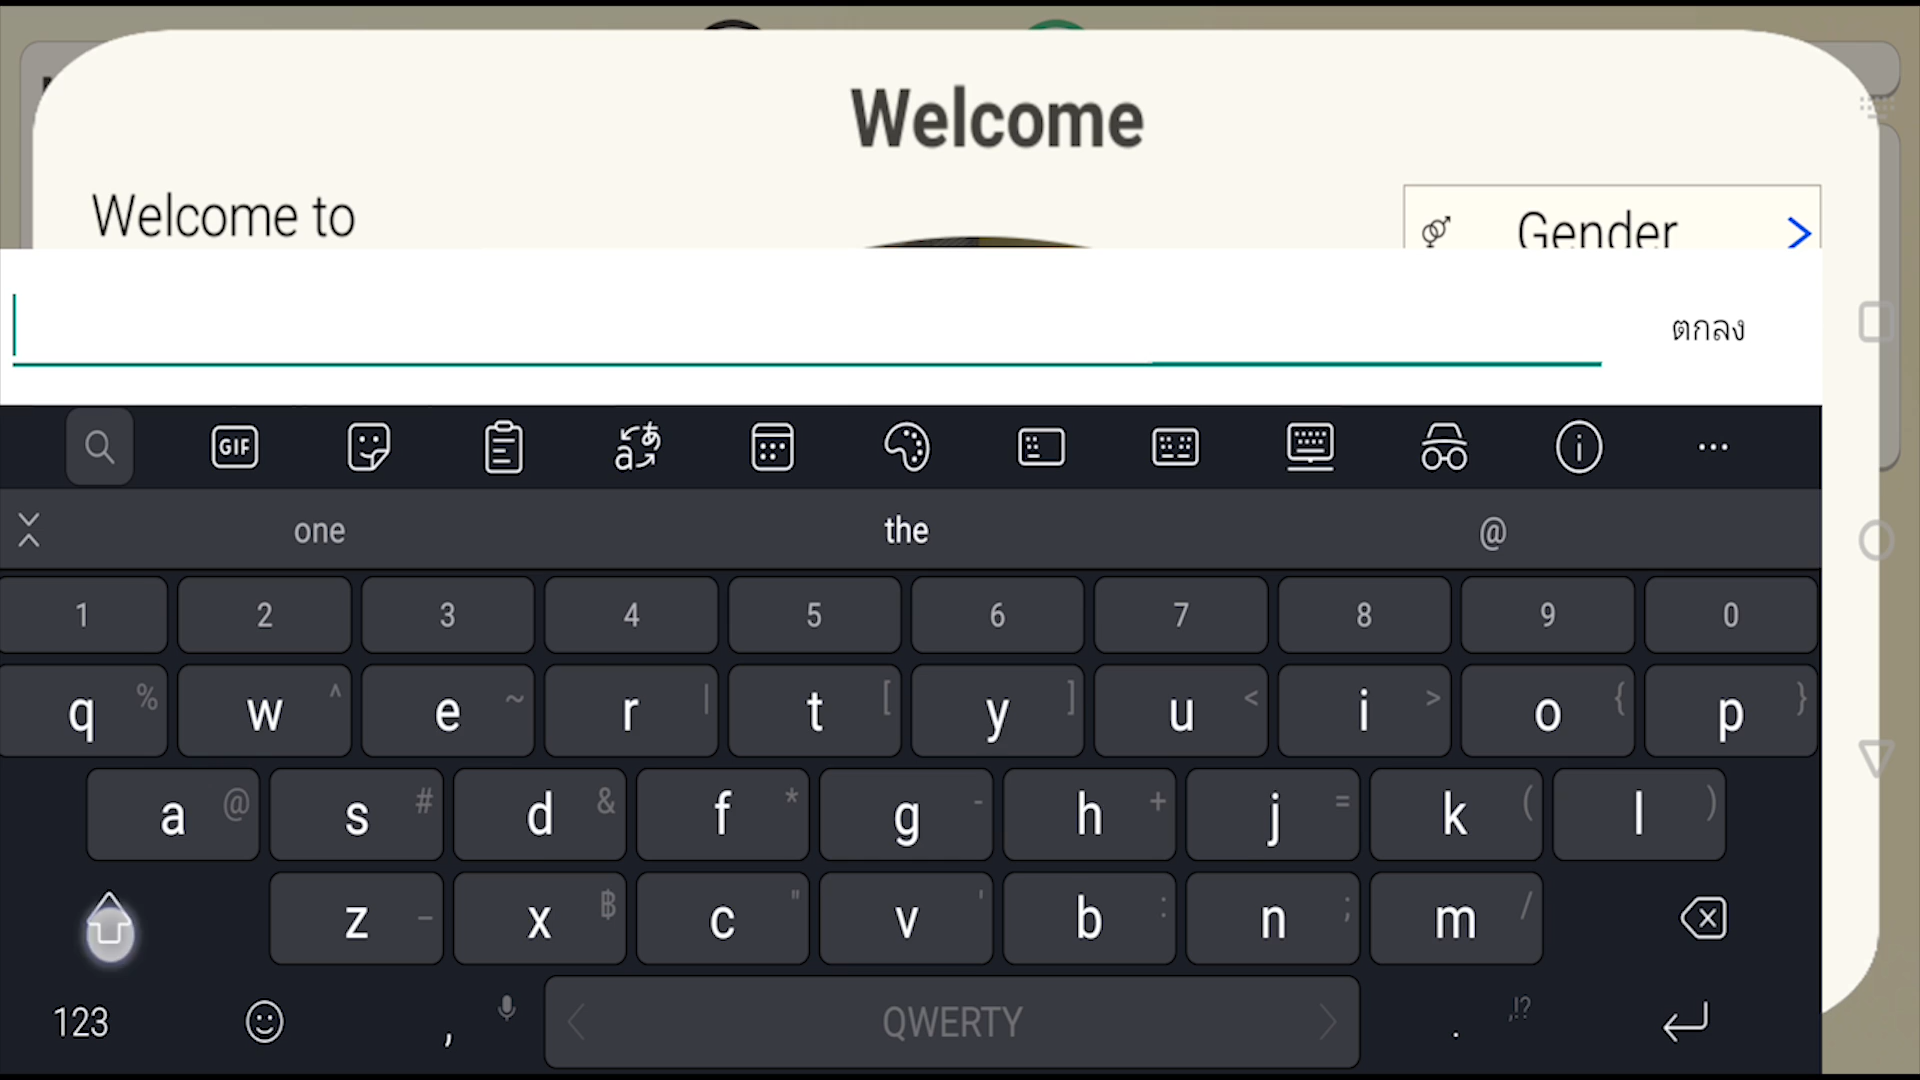 Welcome
Welcome to
Gender
ตกลง
GIF
one the @
1 2 3 4 5 6 7 8 9 0
q % w ^ e ~ r | t [ y ] u < i > o { p }
a @ s # d & f * g - h + j = k ( l )
z _ x ฿ c " v ' b : n ; m /
123 , QWERTY . ,!?